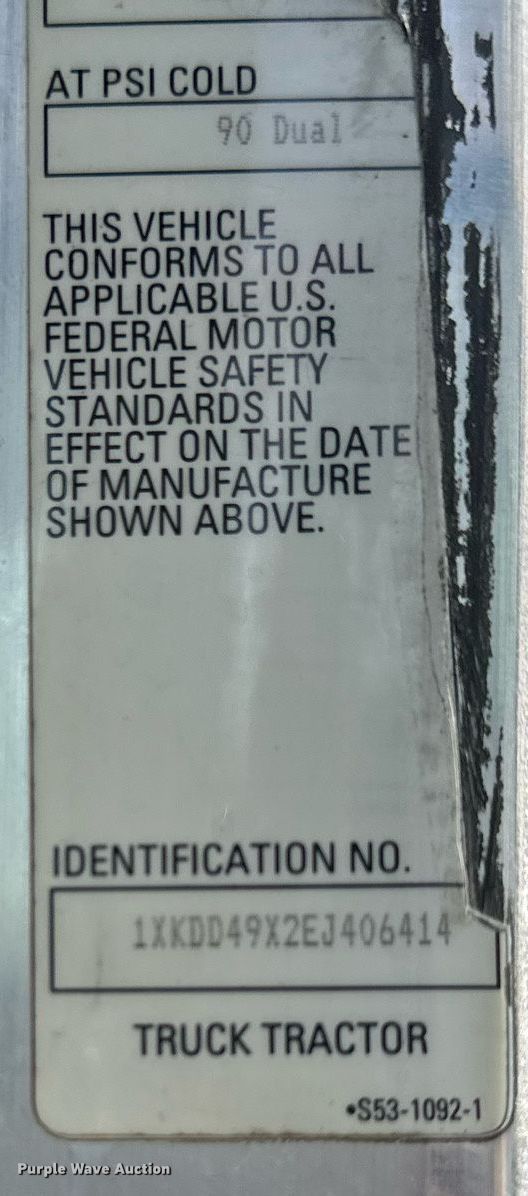 AT PSI COLD
90 Dual
THIS VEHICLE
CONFORMS TO ALL
APPLICABLE U.S.
FEDERAL MOTOR
VEHICLE SAFETY
STANDARDS IN
EFFECT ON THE DATE
OF MANUFACTURE
SHOWN ABOVE.
IDENTIFICATION NO.
1XKDD49X2EJ406414
TRUCK TRACTOR
•S53-1092-1
Purple Wave Auction